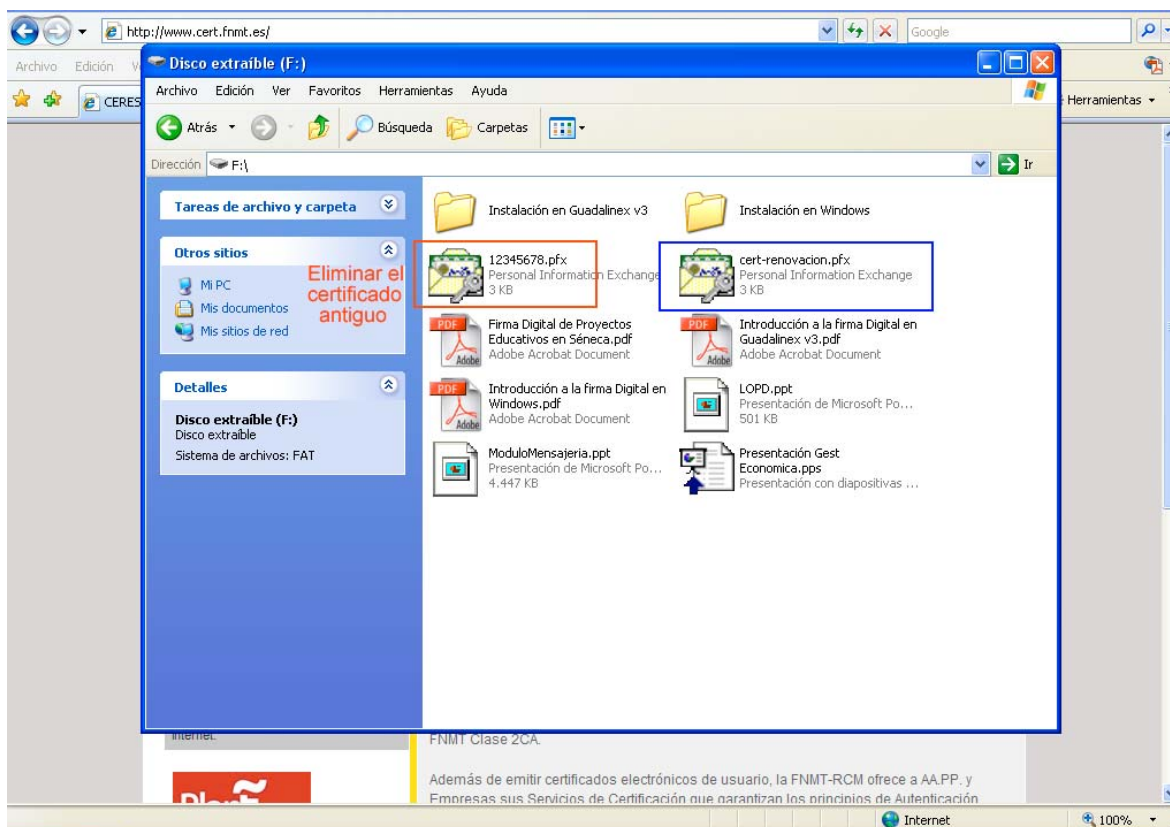 http://www.cert.fnmt.es/
Google
Archivo Edición V
Disco extraíble (F:)
Archivo Edición Ver Favoritos Herramientas Ayuda
CERES
Herramientas
Atrás Búsqueda Carpetas
Dirección F:\ Ir
Tareas de archivo y carpeta
Otros sitios
Mi PC
Mis documentos
Mis sitios de red
Eliminar el
certificado
antiguo
Detalles
Disco extraíble (F:)
Disco extraíble
Sistema de archivos: FAT
Instalación en Guadalinex v3
Instalación en Windows
12345678.pfx
Personal Information Exchange
3 KB
cert-renovacion.pfx
Personal Information Exchange
3 KB
PDF
Adobe
Firma Digital de Proyectos
Educativos en Séneca.pdf
Adobe Acrobat Document
PDF
Adobe
Introducción a la firma Digital en
Guadalinex v3.pdf
Adobe Acrobat Document
PDF
Adobe
Introducción a la firma Digital en
Windows.pdf
Adobe Acrobat Document
LOPD.ppt
Presentación de Microsoft Po...
501 KB
ModuloMensajeria.ppt
Presentación de Microsoft Po...
4.447 KB
Presentación Gest
Economica.pps
Presentación con diapositivas ...
internet.
FNMT Clase 2CA.
Además de emitir certificados electrónicos de usuario, la FNMT-RCM ofrece a AA.PP. y
Empresas sus Servicios de Certificación que garantizan los principios de Autenticación
Plan
Internet
100%